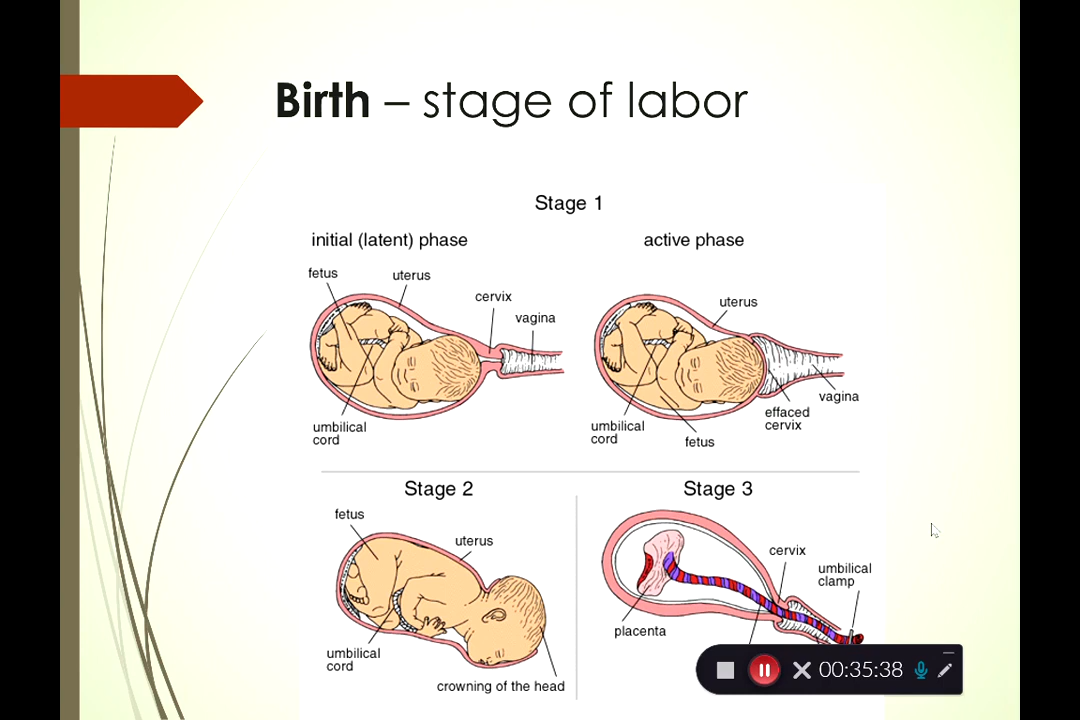 Birth – stage of labor
Stage 1
initial (latent) phase
active phase
fetus
uterus
cervix
vagina
umbilical
cord
uterus
vagina
effaced
cervix
umbilical
cord
fetus
Stage 2
Stage 3
fetus
uterus
umbilical
cord
crowning of the head
cervix
umbilical
clamp
placenta
00:35:38